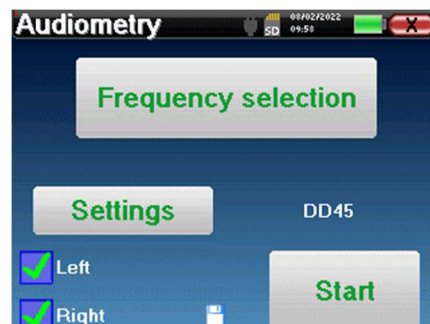 Audiometry
SD
08/02/2022
09:58
X
Frequency selection
Settings
DD45
Left
Start
Right